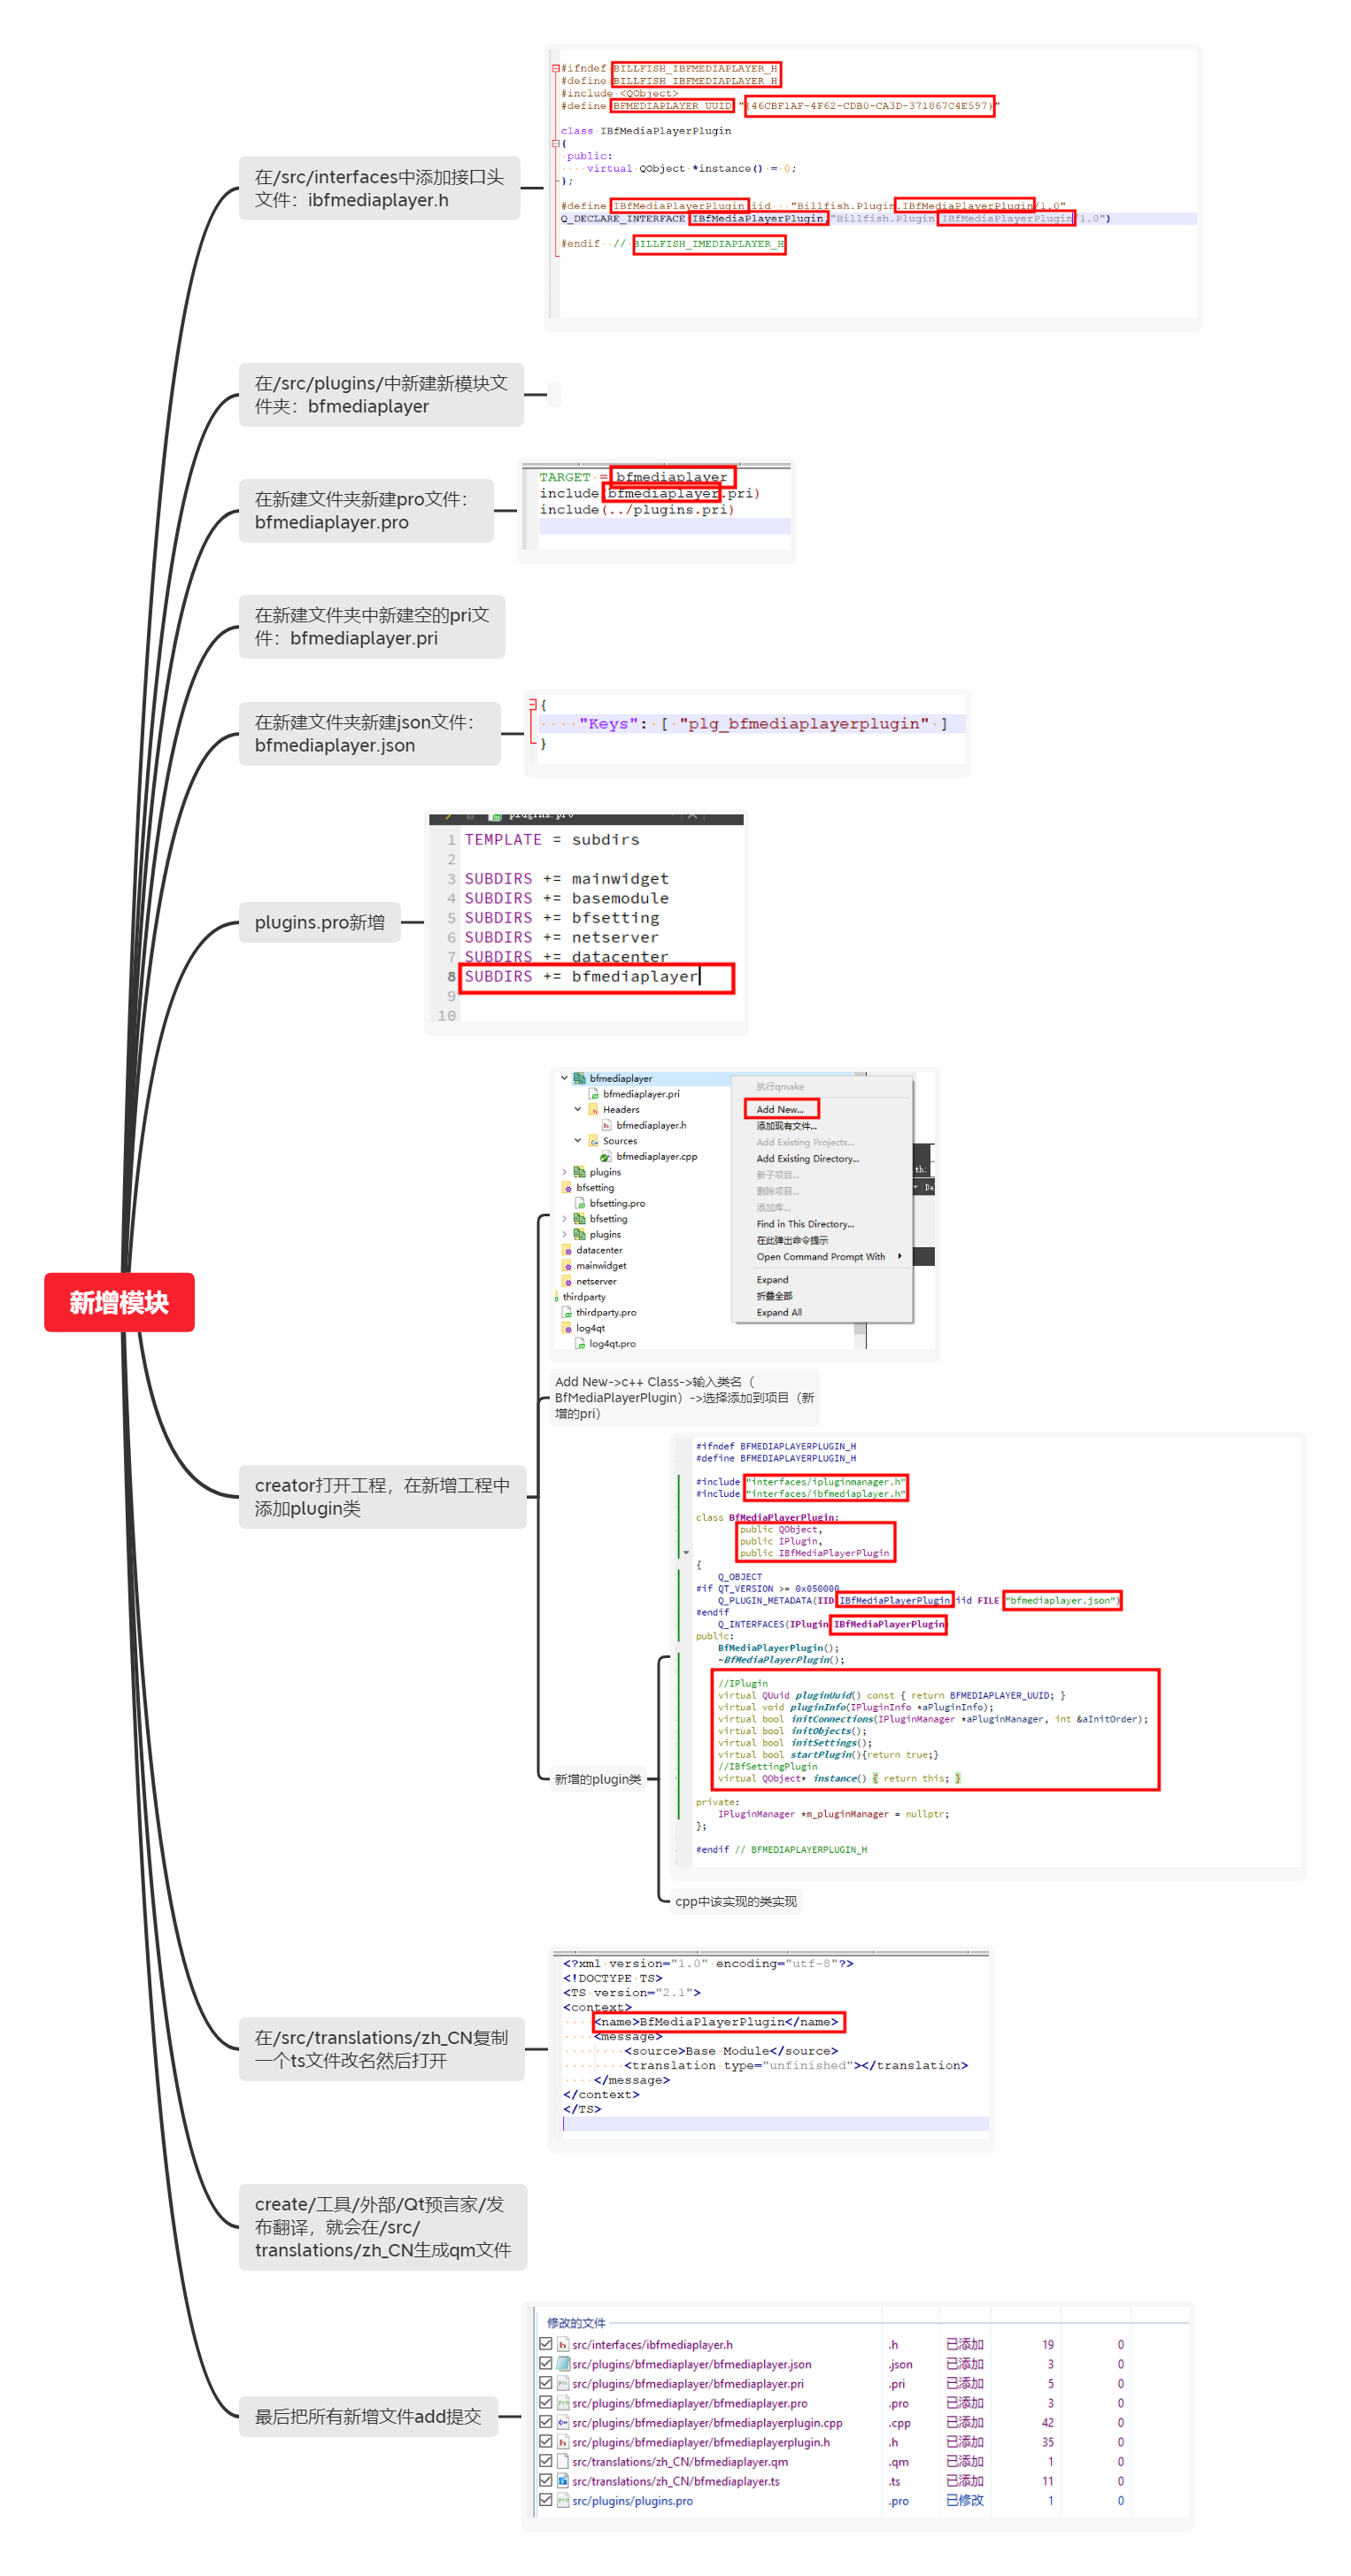 #ifndef BILLFISH_IBFMEDIAPLAYER_H
#define BILLFISH_IBFMEDIAPLAYER_H
#include <QObject>
#define BFMEDIAPLAYER_UUID "{46CBF1AF-4F62-CDB0-CA3D-371867C4E597}"
class IBfMediaPlayerPlugin
{
public:
virtual QObject *instance() = 0;
};
#define IBfMediaPlayerPlugin_iid "Billfish.Plugin.IBfMediaPlayerPlugin/1.0"
Q_DECLARE_INTERFACE(IBfMediaPlayerPlugin,"Billfish.Plugin.IBfMediaPlayerPlugin/1.0")
#endif // BILLFISH_IMEDIAPLAYER_H
在/src/interfaces中添加接口头
文件：ibfmediaplayer.h
在/src/plugins/中新建新模块文
件夹：bfmediaplayer
在新建文件夹新建pro文件：
bfmediaplayer.pro
TARGET = bfmediaplayer
include(bfmediaplayer.pri)
include(../plugins.pri)
在新建文件夹中新建空的pri文
件：bfmediaplayer.pri
在新建文件夹新建json文件：
bfmediaplayer.json
{
"Keys": [ "plg_bfmediaplayerplugin" ]
}
plugins.pro新增
plugins.pro
1 TEMPLATE = subdirs
2
3 SUBDIRS += mainwidget
4 SUBDIRS += basemodule
5 SUBDIRS += bfsetting
6 SUBDIRS += netserver
7 SUBDIRS += datacenter
8 SUBDIRS += bfmediaplayer
9
10
新增模块
creator打开工程，在新增工程中
添加plugin类
bfmediaplayer
bfmediaplayer.pri
Headers
bfmediaplayer.h
Sources
bfmediaplayer.cpp
plugins
bfsetting
bfsetting.pro
bfsetting
plugins
datacenter
mainwidget
netserver
thirdparty
thirdparty.pro
log4qt
log4qt.pro
执行qmake
Add New...
添加现有文件...
Add Existing Projects...
Add Existing Directory...
新子项目...
删除项目...
添加库...
Find in This Directory...
在此弹出命令提示
Open Command Prompt With
Expand
折叠全部
Expand All
th:
De
Add New->c++ Class->输入类名（
BfMediaPlayerPlugin）->选择添加到项目（新
增的pri）
新增的plugin类
#ifndef BFMEDIAPLAYERPLUGIN_H
#define BFMEDIAPLAYERPLUGIN_H
#include "interfaces/ipluginmanager.h"
#include "interfaces/ibfmediaplayer.h"
class BfMediaPlayerPlugin:
public QObject,
public IPlugin,
public IBfMediaPlayerPlugin
{
Q_OBJECT
#if QT_VERSION >= 0x050000
Q_PLUGIN_METADATA(IID IBfMediaPlayerPlugin_iid FILE "bfmediaplayer.json")
#endif
Q_INTERFACES(IPlugin IBfMediaPlayerPlugin)
public:
BfMediaPlayerPlugin();
~BfMediaPlayerPlugin();
//IPlugin
virtual QUuid pluginUuid() const { return BFMEDIAPLAYER_UUID; }
virtual void pluginInfo(IPluginInfo *aPluginInfo);
virtual bool initConnections(IPluginManager *aPluginManager, int &aInitOrder);
virtual bool initObjects();
virtual bool initSettings();
virtual bool startPlugin(){return true;}
//IBfSettingPlugin
virtual QObject* instance() { return this; }
private:
IPluginManager *m_pluginManager = nullptr;
};
#endif // BFMEDIAPLAYERPLUGIN_H
cpp中该实现的类实现
在/src/translations/zh_CN复制
一个ts文件改名然后打开
<?xml version="1.0" encoding="utf-8"?>
<!DOCTYPE TS>
<TS version="2.1">
<context>
<name>BfMediaPlayerPlugin</name>
<message>
<source>Base Module</source>
<translation type="unfinished"></translation>
</message>
</context>
</TS>
create/工具/外部/Qt预言家/发
布翻译，就会在/src/
translations/zh_CN生成qm文件
最后把所有新增文件add提交
修改的文件
src/interfaces/ibfmediaplayer.h .h 已添加 19 0
src/plugins/bfmediaplayer/bfmediaplayer.json .json 已添加 3 0
src/plugins/bfmediaplayer/bfmediaplayer.pri .pri 已添加 5 0
src/plugins/bfmediaplayer/bfmediaplayer.pro .pro 已添加 3 0
src/plugins/bfmediaplayer/bfmediaplayerplugin.cpp .cpp 已添加 42 0
src/plugins/bfmediaplayer/bfmediaplayerplugin.h .h 已添加 35 0
src/translations/zh_CN/bfmediaplayer.qm .qm 已添加 1 0
src/translations/zh_CN/bfmediaplayer.ts .ts 已添加 11 0
src/plugins/plugins.pro .pro 已修改 1 0